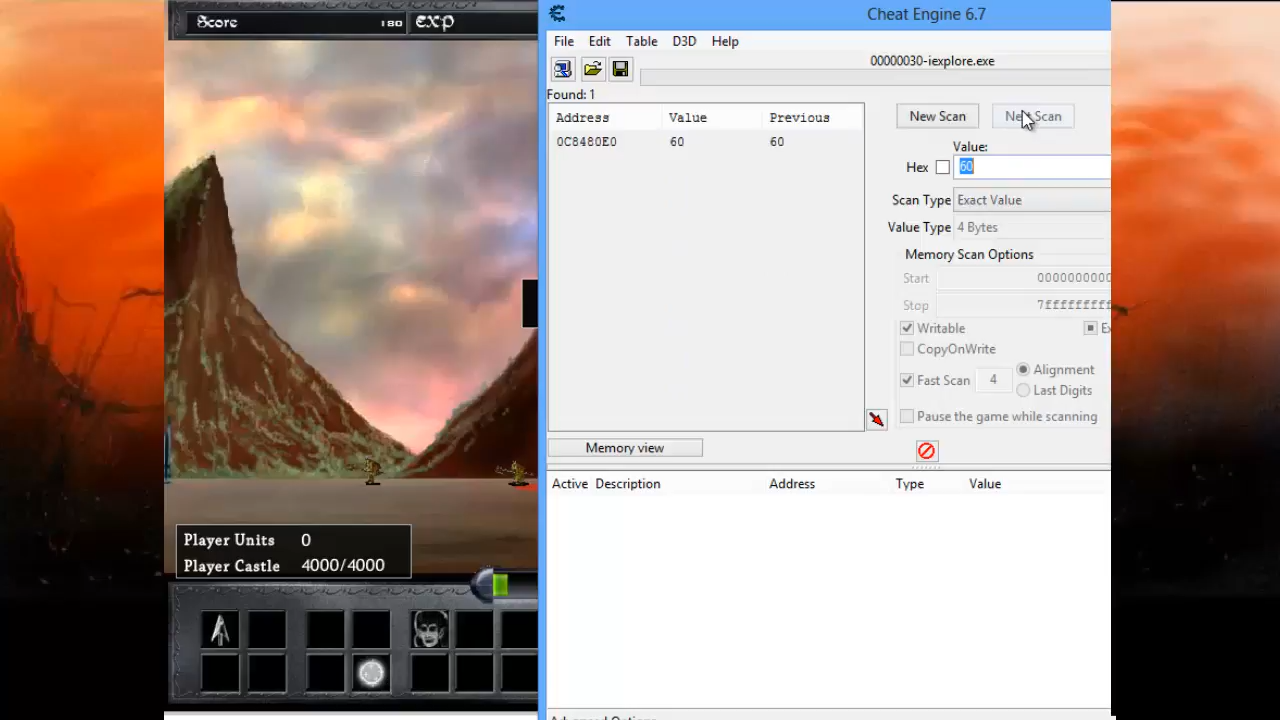 Score 180 EXP
Player Units 0
Player Castle 4000/4000
Cheat Engine 6.7
File Edit Table D3D Help
00000030-iexplore.exe
Found: 1
Address Value Previous
0C8480E0 60 60
New Scan
Value:
Hex 60
Scan Type Exact Value
Value Type 4 Bytes
Memory Scan Options
Start 0000000000
Stop 7fffffffff
Writable
CopyOnWrite
Fast Scan 4 Alignment
Last Digits
Pause the game while scanning
Memory view
Active Description Address Type Value